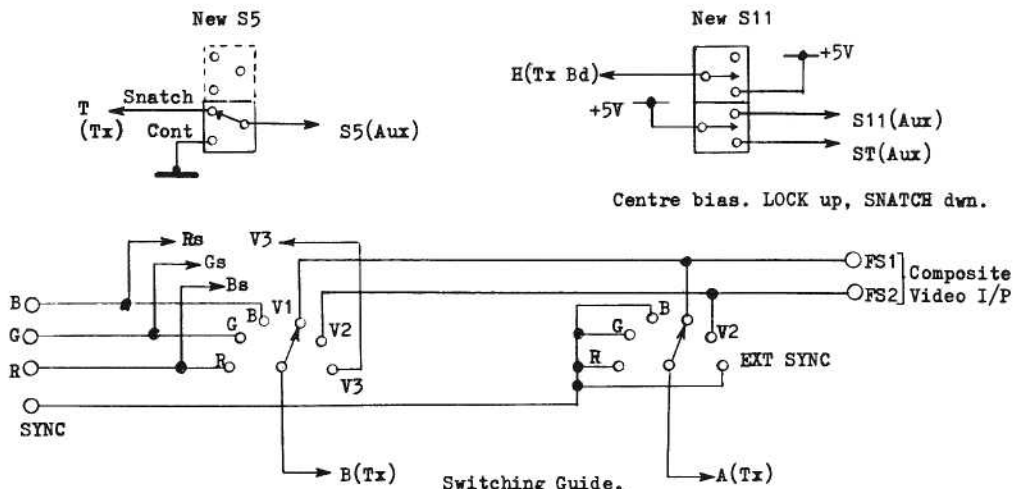 New S5
New S11
+5V
H(Tx Bd)
+5V
Snatch
T
(Tx)
Cont
S5(Aux)
S11(Aux)
ST(Aux)
Centre bias. LOCK up, SNATCH dwn.
Rs
V3
Gs
Bs
FS1
Composite
FS2
Video I/P
B
B
V1
B
G
G
V2
G
V2
R
R
V3
R
EXT SYNC
SYNC
B(Tx)
A(Tx)
Switching Guide.